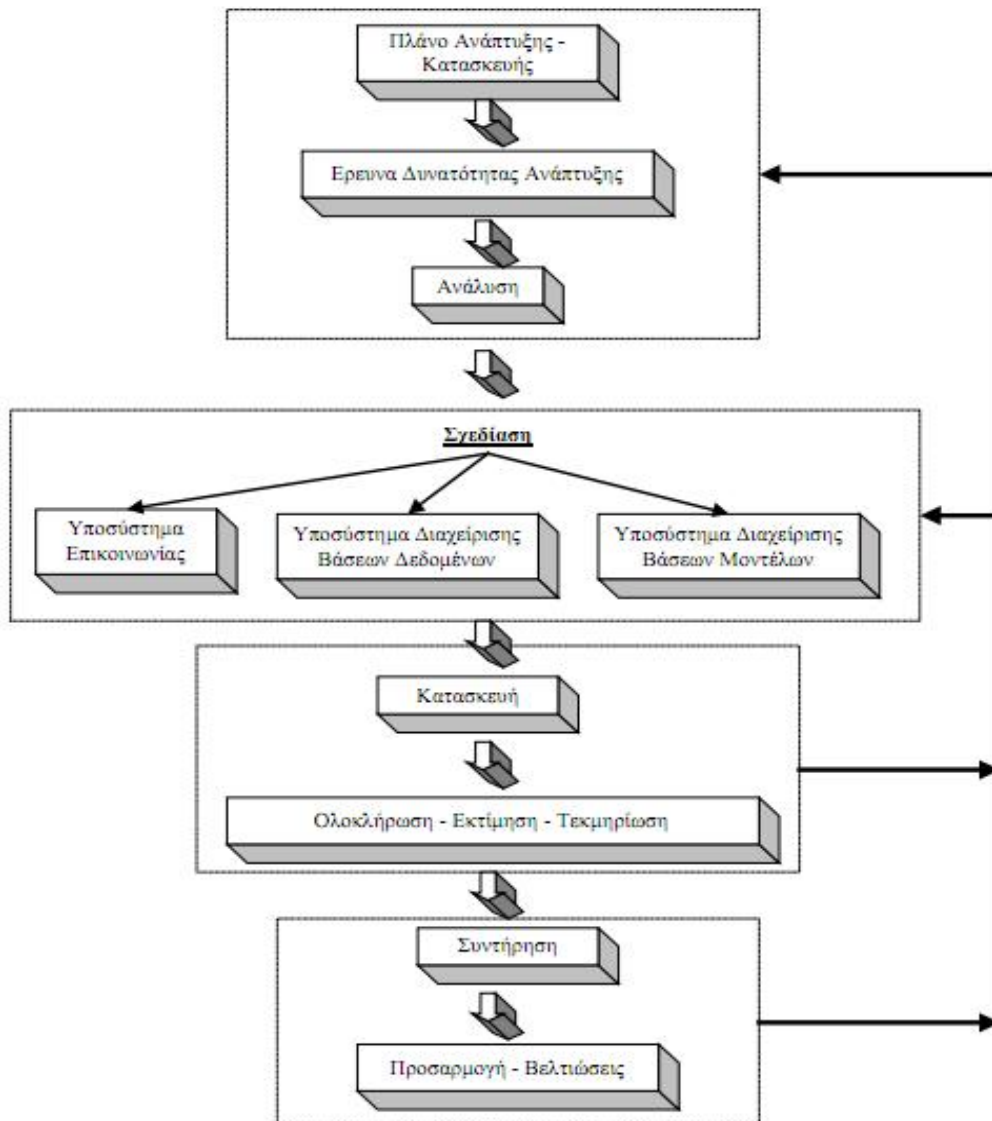 Πλάνο Ανάπτυξης -
Κατασκευής
Ερευνα Δυνατότητας Ανάπτυξης
Ανάλυση
Σχεδίαση
Υποσύστημα
Επικοινωνίας
Υποσύστημα Διαχείρισης
Βάσεων Δεδομένων
Υποσύστημα Διαχείρισης
Βάσεων Μοντέλων
Κατασκευή
Ολοκλήρωση - Εκτίμηση - Τεκμηρίωση
Συντήρηση
Προσαρμογή - Βελτιώσεις